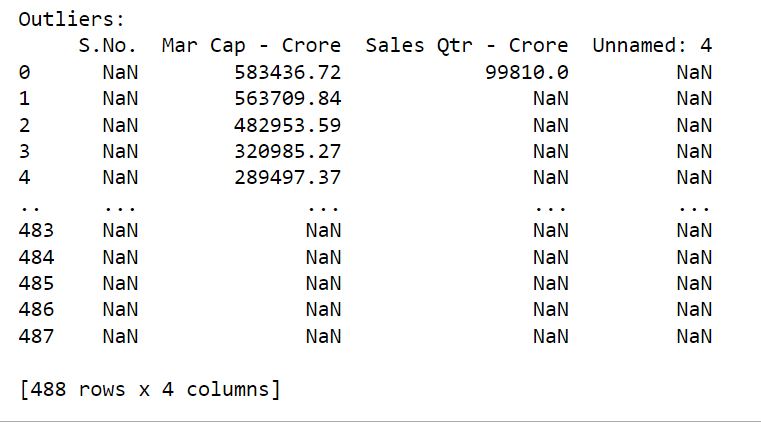 Outliers:
S.No. Mar Cap - Crore Sales Qtr - Crore Unnamed: 4
0 NaN 583436.72 99810.0 NaN
1 NaN 563709.84 NaN NaN
2 NaN 482953.59 NaN NaN
3 NaN 320985.27 NaN NaN
4 NaN 289497.37 NaN NaN
.. ... ... ... ...
483 NaN NaN NaN NaN
484 NaN NaN NaN NaN
485 NaN NaN NaN NaN
486 NaN NaN NaN NaN
487 NaN NaN NaN NaN
[488 rows x 4 columns]